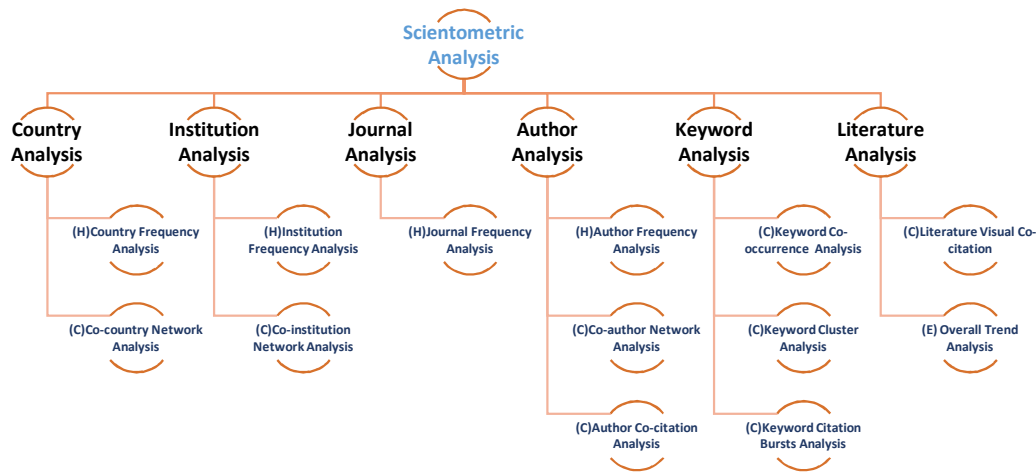 Scientometric
Analysis
Country
Analysis
Institution
Analysis
Journal
Analysis
Author
Analysis
Keyword
Analysis
Literature
Analysis
(H)Country Frequency
Analysis
(H)Institution
Frequency Analysis
(H)Journal Frequency
Analysis
(H)Author Frequency
Analysis
(C)Keyword Co-
occurrence Analysis
(C)Literature Visual Co-
citation
(C)Co-country Network
Analysis
(C)Co-institution
Network Analysis
(C)Co-author Network
Analysis
(C)Keyword Cluster
Analysis
(E) Overall Trend
Analysis
(C)Author Co-citation
Analysis
(C)Keyword Citation
Bursts Analysis